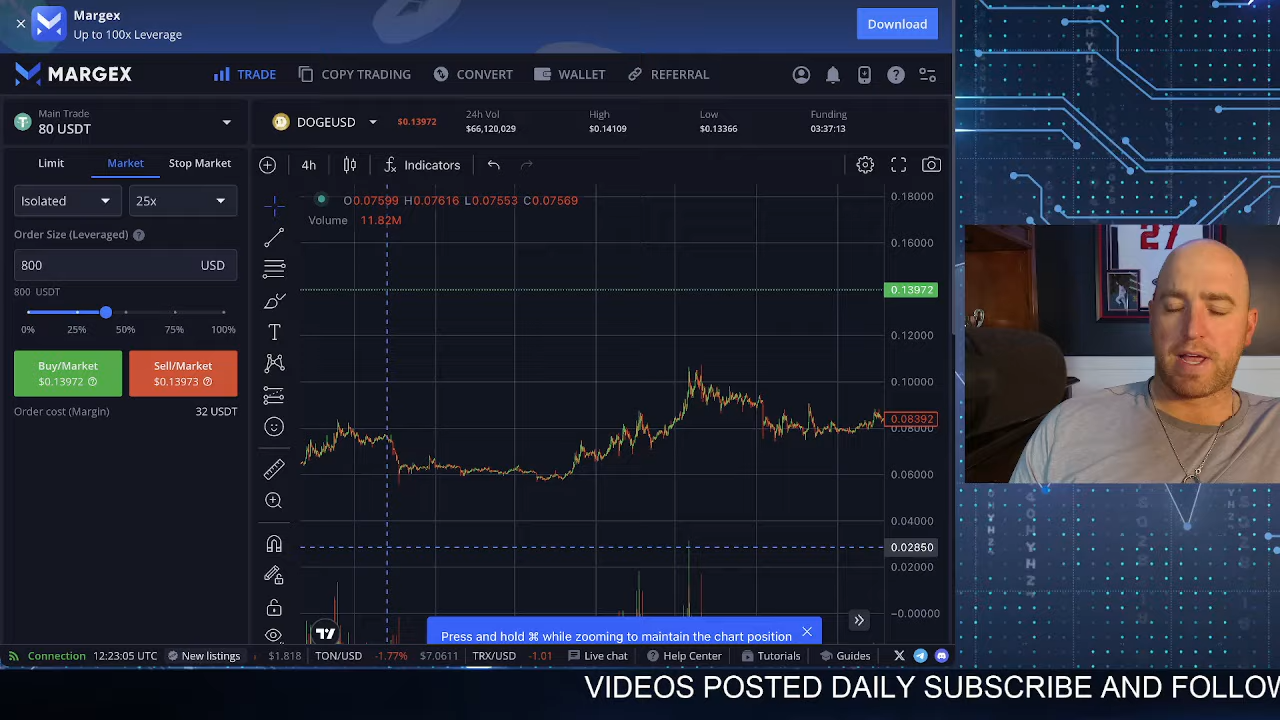 Margex
Up to 100x Leverage
Download
MARGEX
TRADE
COPY TRADING
CONVERT
WALLET
REFERRAL
Main Trade
80 USDT
DOGEUSD
$0.13972
24h Vol
$66,120,029
High
$0.14109
Low
$0.13366
Funding
03:37:13
Limit
Market
Stop Market
4h
Indicators
Isolated
25x
O0.07599 H0.07616 L0.07553 C0.07569
Volume 11.82M
Order Size (Leveraged)
800 USD
800 USDT
0%
25%
50%
75%
100%
Buy/Market
$0.13972
Sell/Market
$0.13973
Order cost (Margin)
32 USDT
0.18000
0.16000
0.13972
0.12000
0.10000
0.08392
0.08000
0.06000
0.04000
0.02850
0.02000
−0.00000
27
Press and hold ⌘ while zooming to maintain the chart position
Connection
12:23:05 UTC
New listings
$1.818
TON/USD
-1.77%
$7.0611
TRX/USD
-1.01
Live chat
Help Center
Tutorials
Guides
VIDEOS POSTED DAILY SUBSCRIBE AND FOLLOW